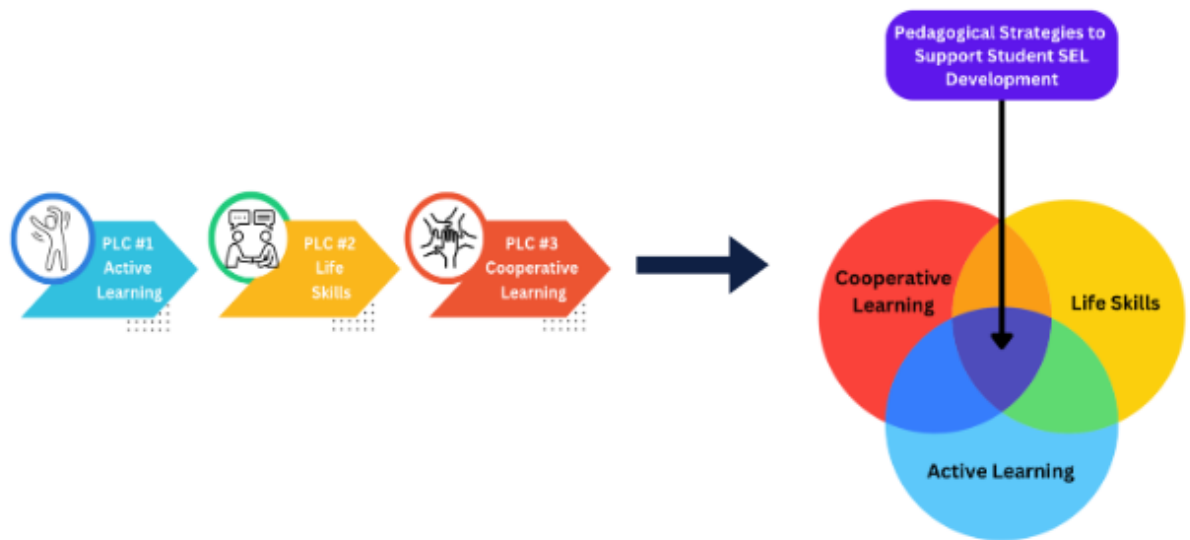 Pedagogical Strategies to
Support Student SEL
Development
PLC #1
Active
Learning
PLC #2
Life
Skills
PLC #3
Cooperative
Learning
Cooperative
Learning
Life Skills
Active Learning